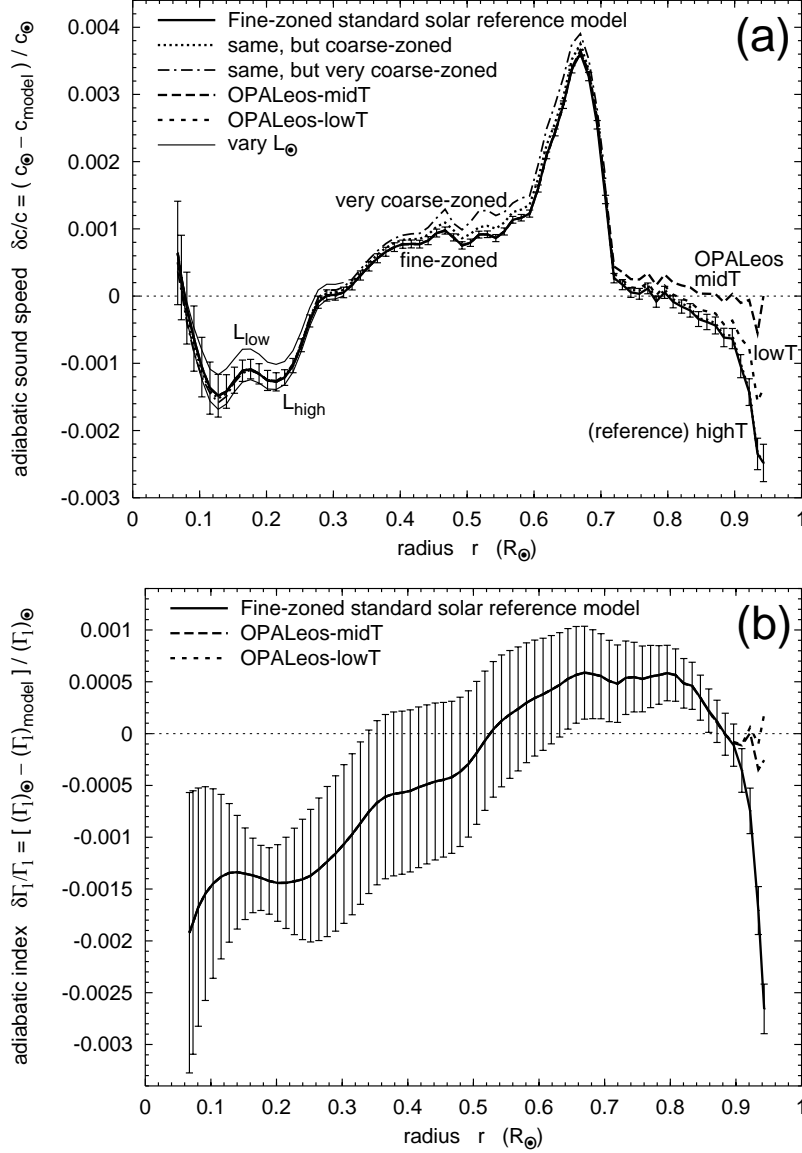 (a)
Fine-zoned standard solar reference model
same, but coarse-zoned
same, but very coarse-zoned
OPALeos-midT
OPALeos-lowT
vary L☉
0.004
0.003
0.002
0.001
0
-0.001
-0.002
-0.003
adiabatic sound speed δc/c = ( c☉ − c_model ) / c☉
very coarse-zoned
fine-zoned
OPALeos
midT
L_low
L_high
lowT
(reference) highT
0 0.1 0.2 0.3 0.4 0.5 0.6 0.7 0.8 0.9 1
radius r (R☉)
(b)
Fine-zoned standard solar reference model
OPALeos-midT
OPALeos-lowT
0.001
0.0005
0
-0.0005
-0.001
-0.0015
-0.002
-0.0025
-0.003
adiabatic index δΓ₁/Γ₁ = [ (Γ₁)☉ − (Γ₁)_model ] / (Γ₁)☉
0 0.1 0.2 0.3 0.4 0.5 0.6 0.7 0.8 0.9 1
radius r (R☉)